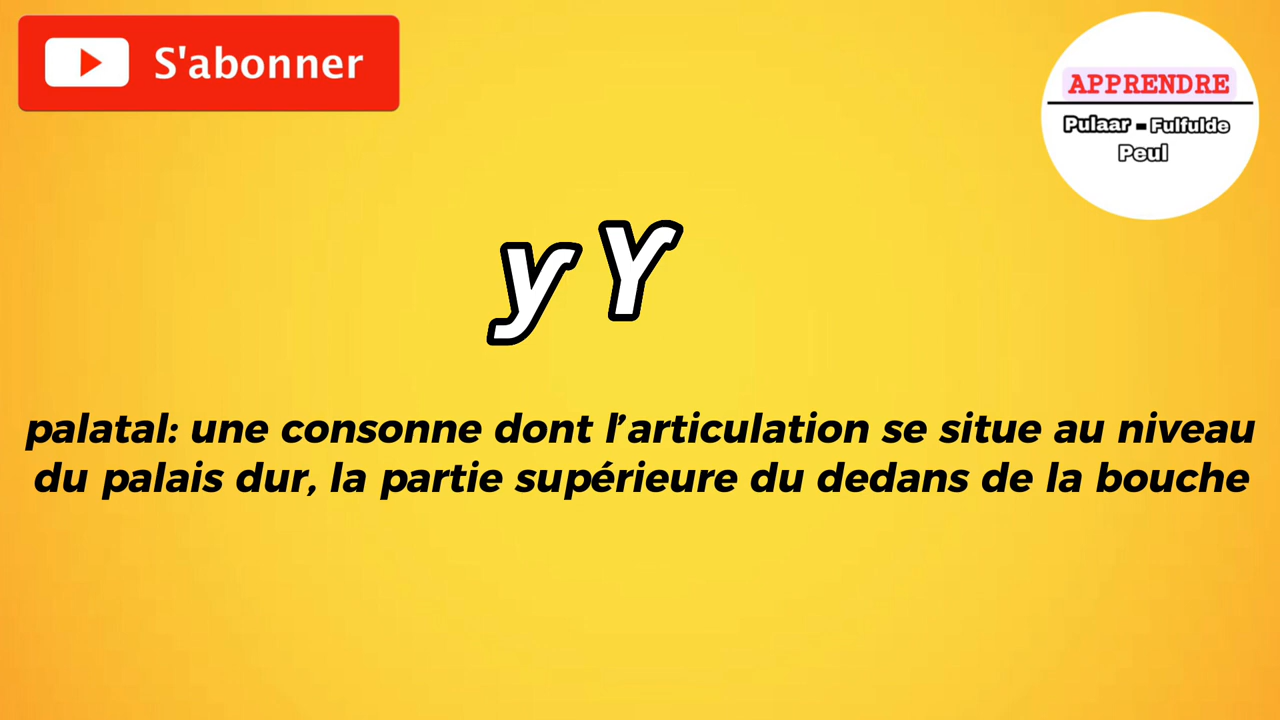 S'abonner
APPRENDRE
Pulaar - Fulfulde
Peul
ƴ Ƴ
palatal: une consonne dont l’articulation se situe au niveau
du palais dur, la partie supérieure du dedans de la bouche